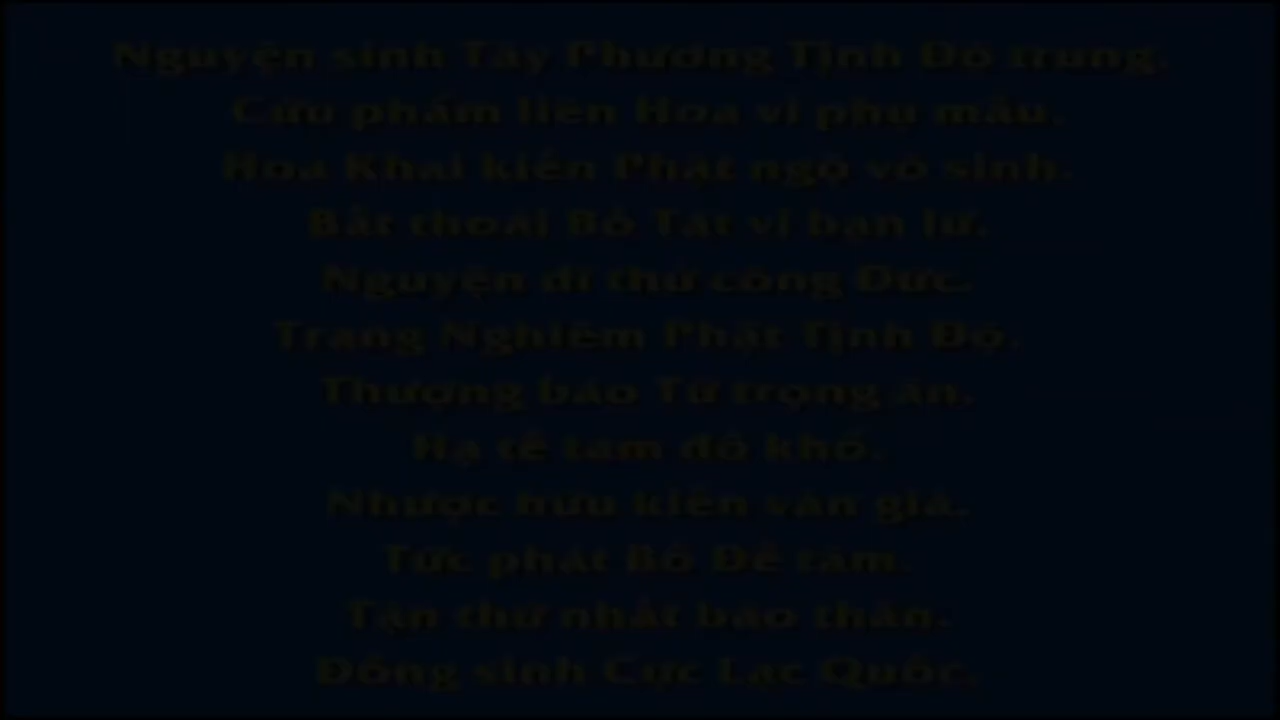 Nguyện sinh Tây Phương Tịnh Độ trung.
Cửu phẩm liên Hoa vi phụ mẫu.
Hoa Khai kiến Phật ngộ vô sinh.
Bất thoái Bồ Tát vi bạn lữ.
Nguyện dĩ thử công Đức.
Trang Nghiêm Phật Tịnh Độ.
Thượng báo Tứ trọng ân.
Hạ tế tam đồ khổ.
Nhược hữu kiến văn giả.
Tức phát Bồ Đề tâm.
Tận thử nhất báo thân.
Đồng sinh Cực Lạc Quốc.